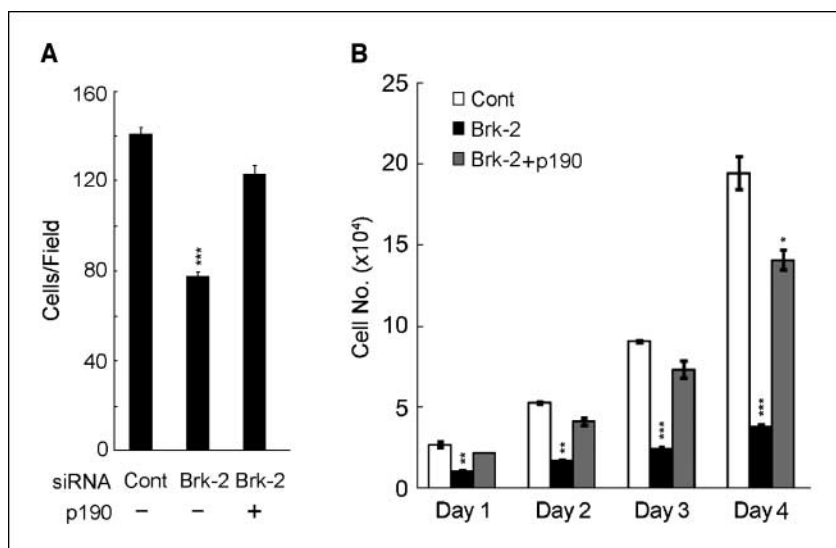 A
160
120
80
40
0
Cells/Field
***
siRNA Cont Brk-2 Brk-2
p190 – – +
B
25
20
15
10
5
0
Cell No. (x10⁴)
Cont
Brk-2
Brk-2+p190
**
**
***
***
*
Day 1 Day 2 Day 3 Day 4